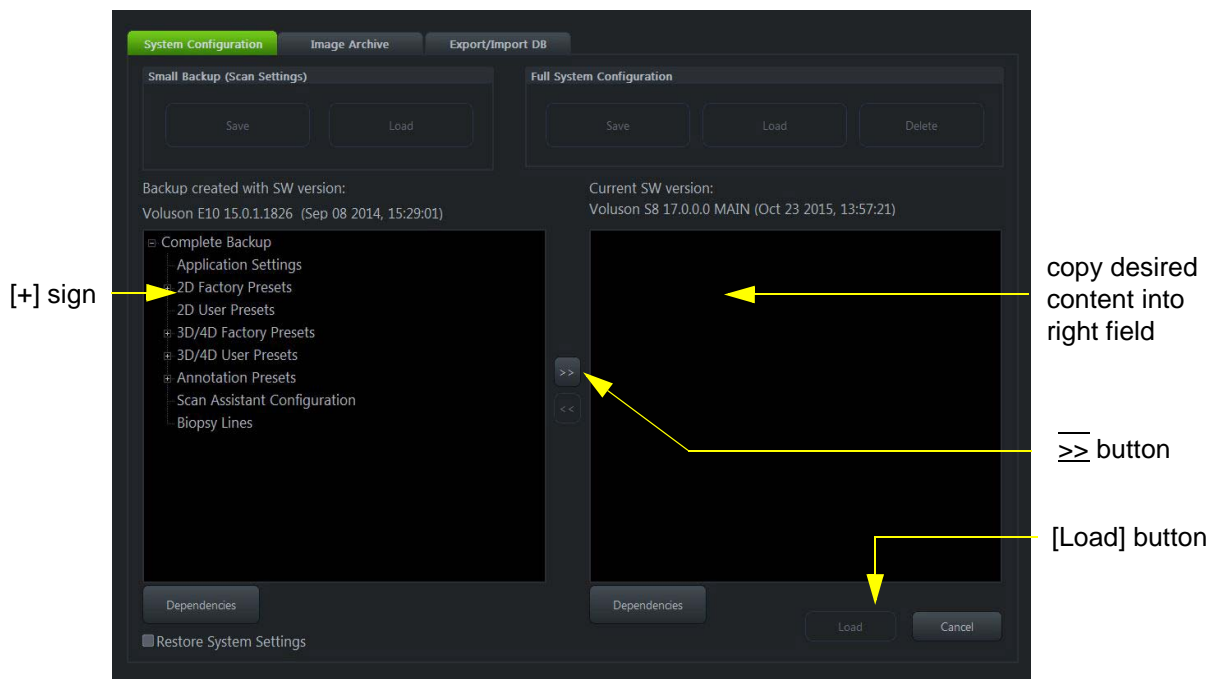 System Configuration
Image Archive
Export/Import DB
Small Backup (Scan Settings)
Full System Configuration
Save
Load
Save
Load
Delete
Backup created with SW version:
Voluson E10 15.0.1.1826 (Sep 08 2014, 15:29:01)
Current SW version:
Voluson S8 17.0.0.0 MAIN (Oct 23 2015, 13:57:21)
Complete Backup
Application Settings
2D Factory Presets
2D User Presets
3D/4D Factory Presets
3D/4D User Presets
Annotation Presets
Scan Assistant Configuration
Biopsy Lines
[+] sign
>>
<<
copy desired
content into
right field
>> button
[Load] button
Dependencies
Dependencies
Restore System Settings
Load
Cancel